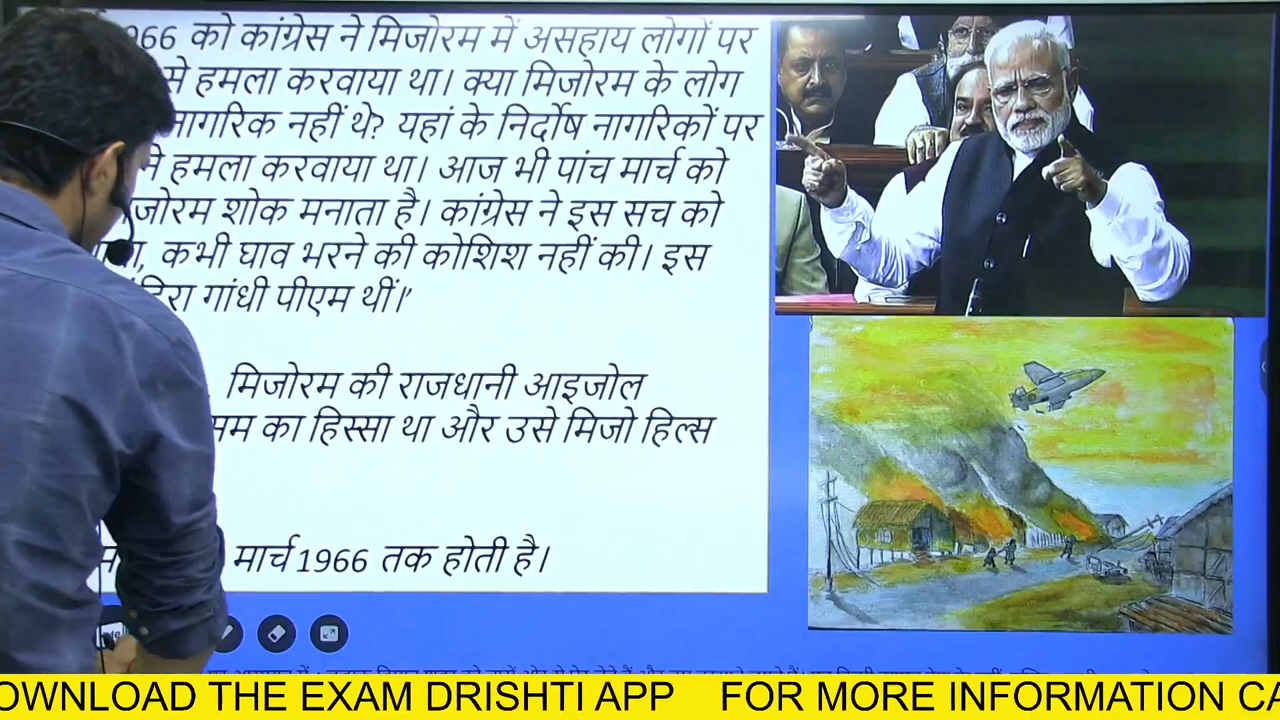 966 को कांग्रेस ने मिजोरम में असहाय लोगों पर
से हमला करवाया था। क्या मिजोरम के लोग
नागरिक नहीं थे? यहां के निर्दोष नागरिकों पर
से हमला करवाया था। आज भी पांच मार्च को
मिजोरम शोक मनाता है। कांग्रेस ने इस सच को
कभी घाव भरने की कोशिश नहीं की। इस
इंदिरा गांधी पीएम थीं।’
मिजोरम की राजधानी आइजोल
का हिस्सा था और उसे मिजो हिल्स
मार्च 1966 तक होती है।
OWNLOAD THE EXAM DRISHTI APP FOR MORE INFORMATION CA